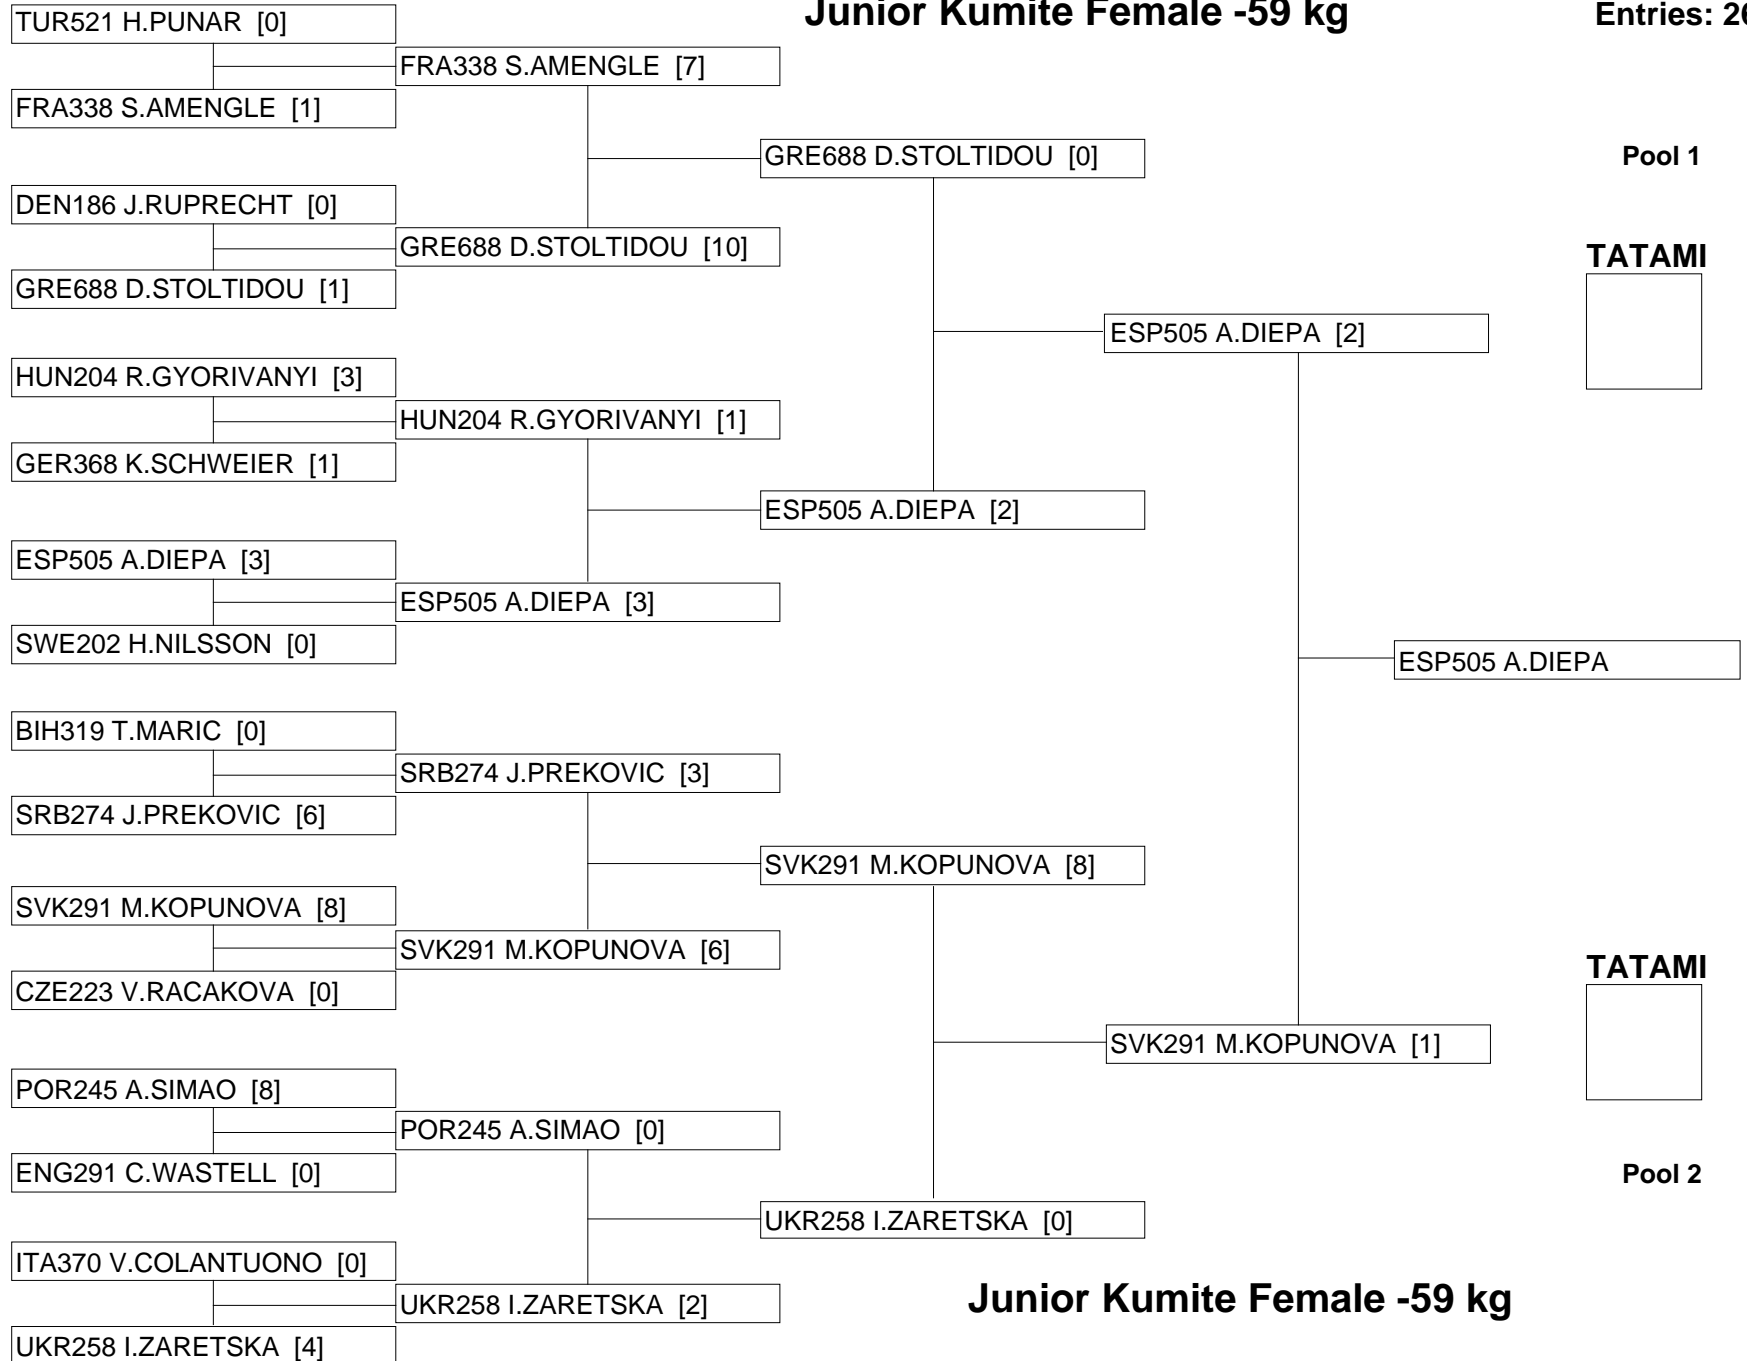 Junior Kumite Female -59 kg
Entries: 26
TUR521 H.PUNAR [0]
FRA338 S.AMENGLE [1]
DEN186 J.RUPRECHT [0]
GRE688 D.STOLTIDOU [1]
HUN204 R.GYORIVANYI [3]
GER368 K.SCHWEIER [1]
ESP505 A.DIEPA [3]
SWE202 H.NILSSON [0]
BIH319 T.MARIC [0]
SRB274 J.PREKOVIC [6]
SVK291 M.KOPUNOVA [8]
CZE223 V.RACAKOVA [0]
POR245 A.SIMAO [8]
ENG291 C.WASTELL [0]
ITA370 V.COLANTUONO [0]
UKR258 I.ZARETSKA [4]
FRA338 S.AMENGLE [7]
GRE688 D.STOLTIDOU [10]
HUN204 R.GYORIVANYI [1]
ESP505 A.DIEPA [3]
SRB274 J.PREKOVIC [3]
SVK291 M.KOPUNOVA [6]
POR245 A.SIMAO [0]
UKR258 I.ZARETSKA [2]
GRE688 D.STOLTIDOU [0]
ESP505 A.DIEPA [2]
SVK291 M.KOPUNOVA [8]
UKR258 I.ZARETSKA [0]
ESP505 A.DIEPA [2]
SVK291 M.KOPUNOVA [1]
ESP505 A.DIEPA
Pool 1
TATAMI
TATAMI
Pool 2
Junior Kumite Female -59 kg